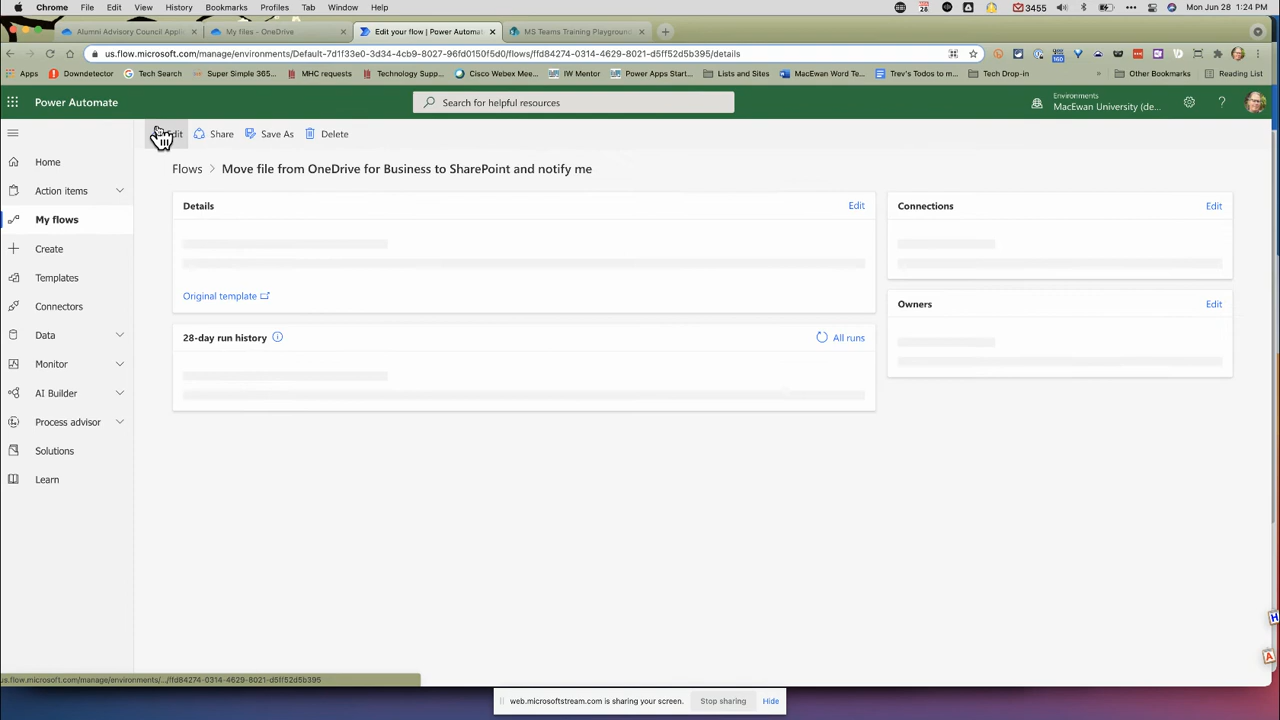 Chrome File Edit View History Bookmarks Profiles Tab Window Help 28 3455 Mon Jun 28 1:24 PM
Alumni Advisory Council Appli My files - OneDrive Edit your flow | Power Automat MS Teams Training Playground
us.flow.microsoft.com/manage/environments/Default-7d1f33e0-3d34-4cb9-8027-96fd0150f5d0/flows/ffd84274-0314-4629-8021-d5ff52d5b395/details
Apps Downdetector Tech Search Super Simple 365... MHC requests Technology Sup... Cisco Webex Mee... IW Mentor Power Apps Start... Lists and Sites MacEwan Word Te... Trev's Todos to m... Tech Drop-in » Other Bookmarks Reading List
Power Automate
Search for helpful resources
Environments
MacEwan University (de...
Edit Share Save As Delete
Flows > Move file from OneDrive for Business to SharePoint and notify me
Home
Action items
My flows
Create
Templates
Connectors
Data
Monitor
AI Builder
Process advisor
Solutions
Learn
Details Edit
Original template
28-day run history All runs
Connections Edit
Owners Edit
us.flow.microsoft.com/manage/environments/.../ffd84274-0314-4629-8021-d5ff52d5b395
web.microsoftstream.com is sharing your screen. Stop sharing Hide